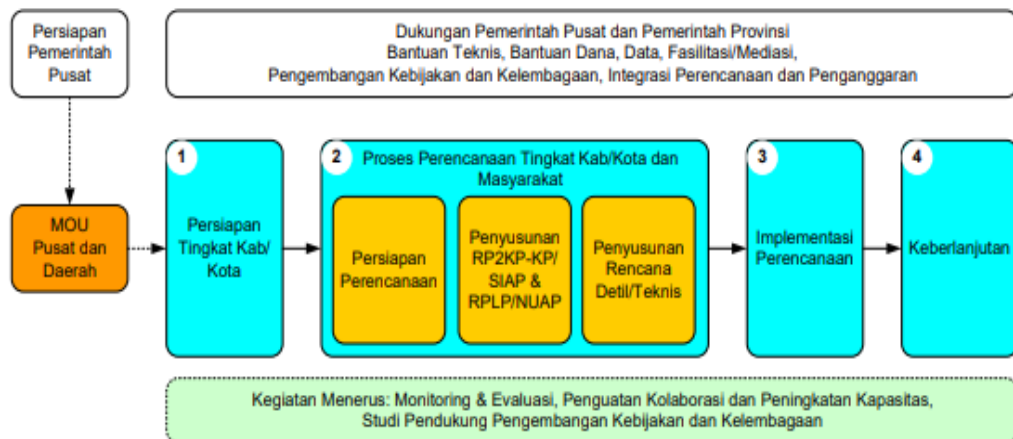 Persiapan
Pemerintah
Pusat
Dukungan Pemerintah Pusat dan Pemerintah Provinsi
Bantuan Teknis, Bantuan Dana, Data, Fasilitasi/Mediasi,
Pengembangan Kebijakan dan Kelembagaan, Integrasi Perencanaan dan Penganggaran
MOU
Pusat dan
Daerah
1
Persiapan
Tingkat Kab/
Kota
2
Proses Perencanaan Tingkat Kab/Kota dan
Masyarakat
Persiapan
Perencanaan
Penyusunan
RP2KP-KP/
SIAP &
RPLP/NUAP
Penyusunan
Rencana
Detil/Teknis
3
Implementasi
Perencanaan
4
Keberlanjutan
Kegiatan Menerus: Monitoring & Evaluasi, Penguatan Kolaborasi dan Peningkatan Kapasitas,
Studi Pendukung Pengembangan Kebijakan dan Kelembagaan